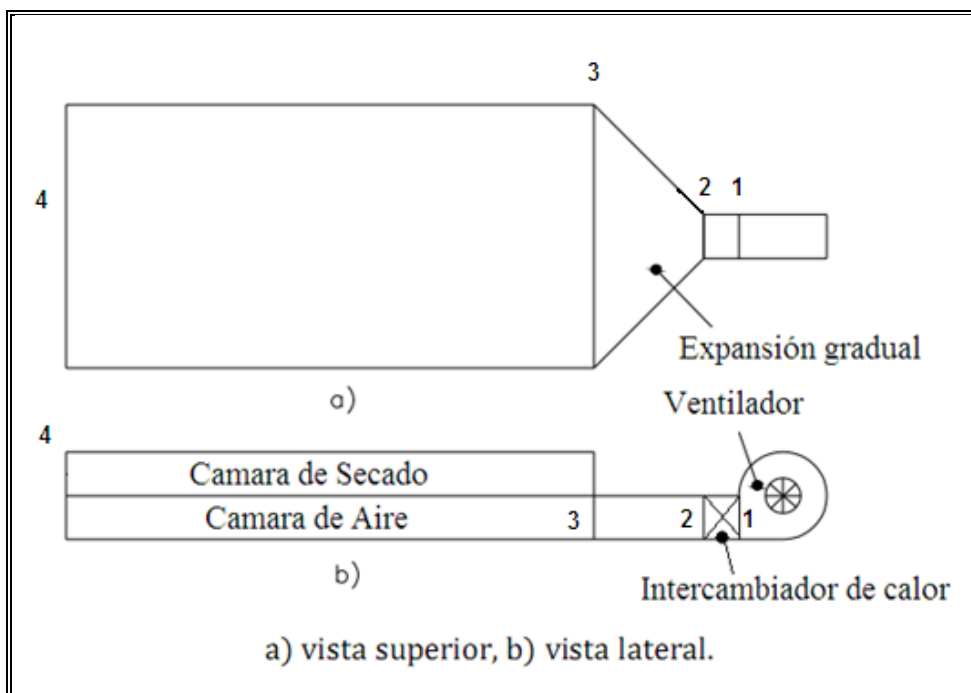 3
4
2 1
Expansión gradual
a)
Ventilador
4
Camara de Secado
Camara de Aire 3 2 1
b)
Intercambiador de calor
a) vista superior, b) vista lateral.